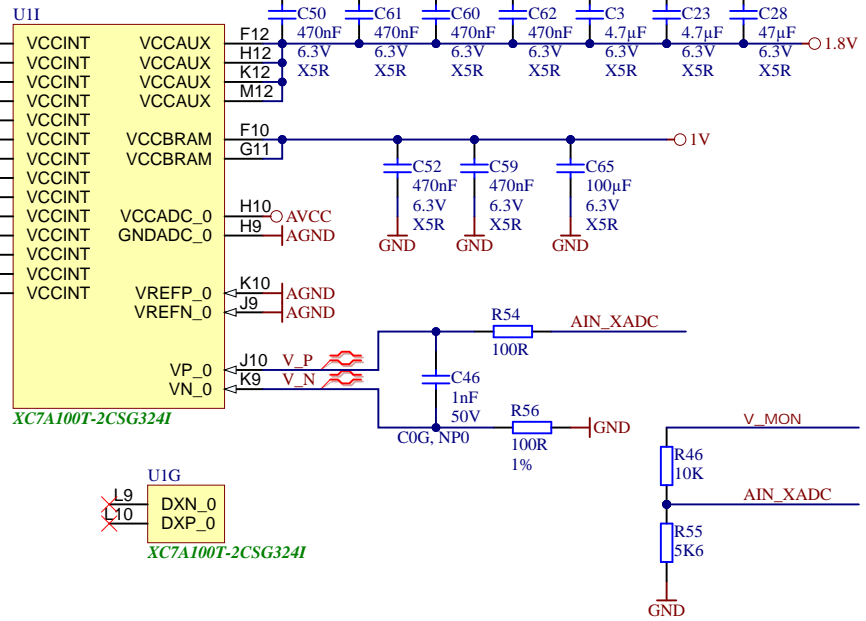 U1I
VCCINT VCCAUX F12
VCCINT VCCAUX H12
VCCINT VCCAUX K12
VCCINT VCCAUX M12
VCCINT
VCCINT VCCBRAM F10
VCCINT VCCBRAM G11
VCCINT
VCCINT
VCCINT VCCADC_0 H10 AVCC
VCCINT GNDADC_0 H9 AGND
VCCINT
VCCINT
VCCINT VREFP_0 K10 AGND
VREFN_0 J9 AGND
VP_0 J10 V_P
VN_0 K9 V_N
XC7A100T-2CSG324I
C50
470nF
6.3V
X5R
C61
470nF
6.3V
X5R
C60
470nF
6.3V
X5R
C62
470nF
6.3V
X5R
C3
4.7µF
6.3V
X5R
C23
4.7µF
6.3V
X5R
C28
47µF
6.3V
X5R
1.8V
1V
C52
470nF
6.3V
X5R
GND
C59
470nF
6.3V
X5R
GND
C65
100µF
6.3V
X5R
GND
R54
100R
AIN_XADC
C46
1nF
50V
C0G, NP0
R56
100R
1%
GND
V_MON
R46
10K
AIN_XADC
R55
5K6
GND
U1G
L9 DXN_0
L10 DXP_0
XC7A100T-2CSG324I